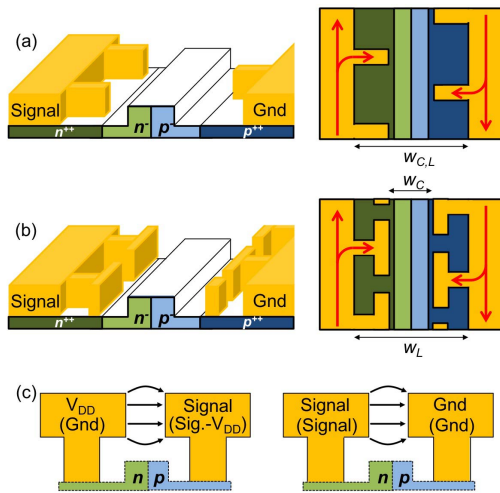 (a)
Signal
Gnd
n++
n-
p-
p++
wC,L
wC
(b)
Signal
Gnd
n++
n-
p-
p++
wL
(c)
VDD
(Gnd)
Signal
(Sig.-VDD)
n
p
Signal
(Signal)
Gnd
(Gnd)
n
p